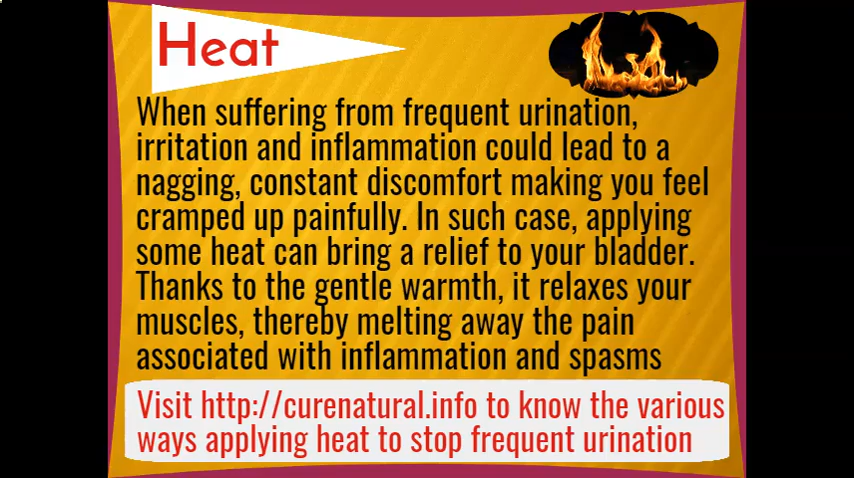 Heat
When suffering from frequent urination,
irritation and inflammation could lead to a
nagging, constant discomfort making you feel
cramped up painfully. In such case, applying
some heat can bring a relief to your bladder.
Thanks to the gentle warmth, it relaxes your
muscles, thereby melting away the pain
associated with inflammation and spasms
Visit http://curenatural.info to know the various
ways applying heat to stop frequent urination